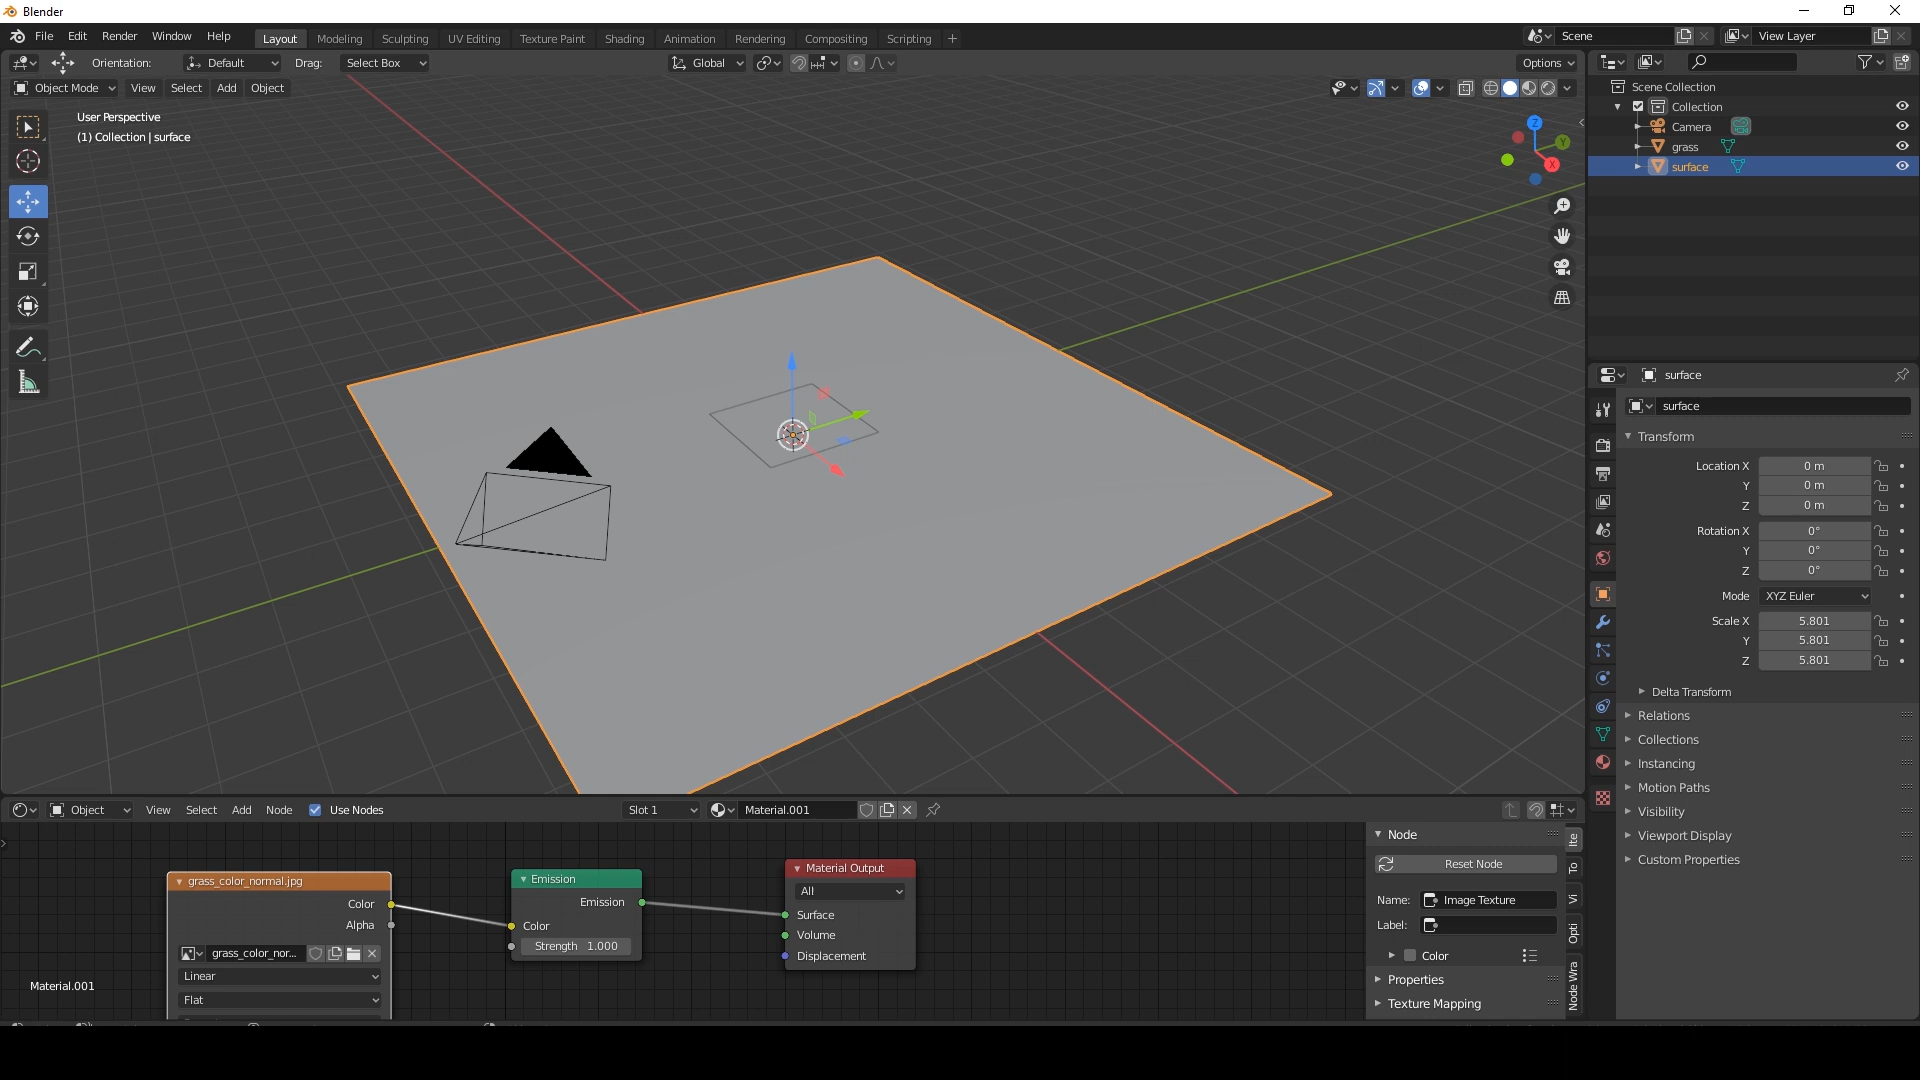 Blender
File Edit Render Window Help Layout Modeling Sculpting UV Editing Texture Paint Shading Animation Rendering Compositing Scripting + Scene View Layer
Orientation: Default Drag: Select Box Global Options
Object Mode View Select Add Object
User Perspective
(1) Collection | surface
Z
Y
X
Scene Collection
Collection
Camera
grass
surface
surface
surface
Transform
Location X 0 m
Y 0 m
Z 0 m
Rotation X 0°
Y 0°
Z 0°
Mode XYZ Euler
Scale X 5.801
Y 5.801
Z 5.801
Delta Transform
Relations
Collections
Instancing
Motion Paths
Visibility
Viewport Display
Custom Properties
Object View Select Add Node Use Nodes Slot 1 Material.001
grass_color_normal.jpg
Color
Alpha
grass_color_nor...
Linear
Flat
Material.001
Emission
Emission
Color
Strength 1.000
Material Output
All
Surface
Volume
Displacement
Node
Reset Node
Name: Image Texture
Label:
Color
Properties
Texture Mapping
Ite
To
Vi
Opti
Node Wra